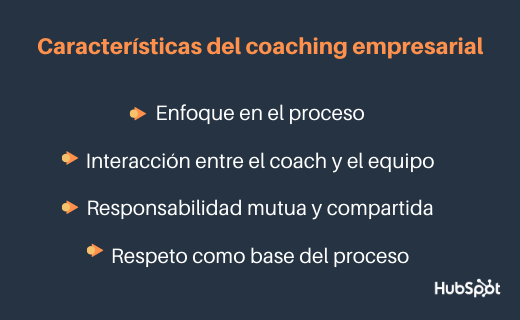 Características del coaching empresarial
Enfoque en el proceso
Interacción entre el coach y el equipo
Responsabilidad mutua y compartida
Respeto como base del proceso
HubSpot